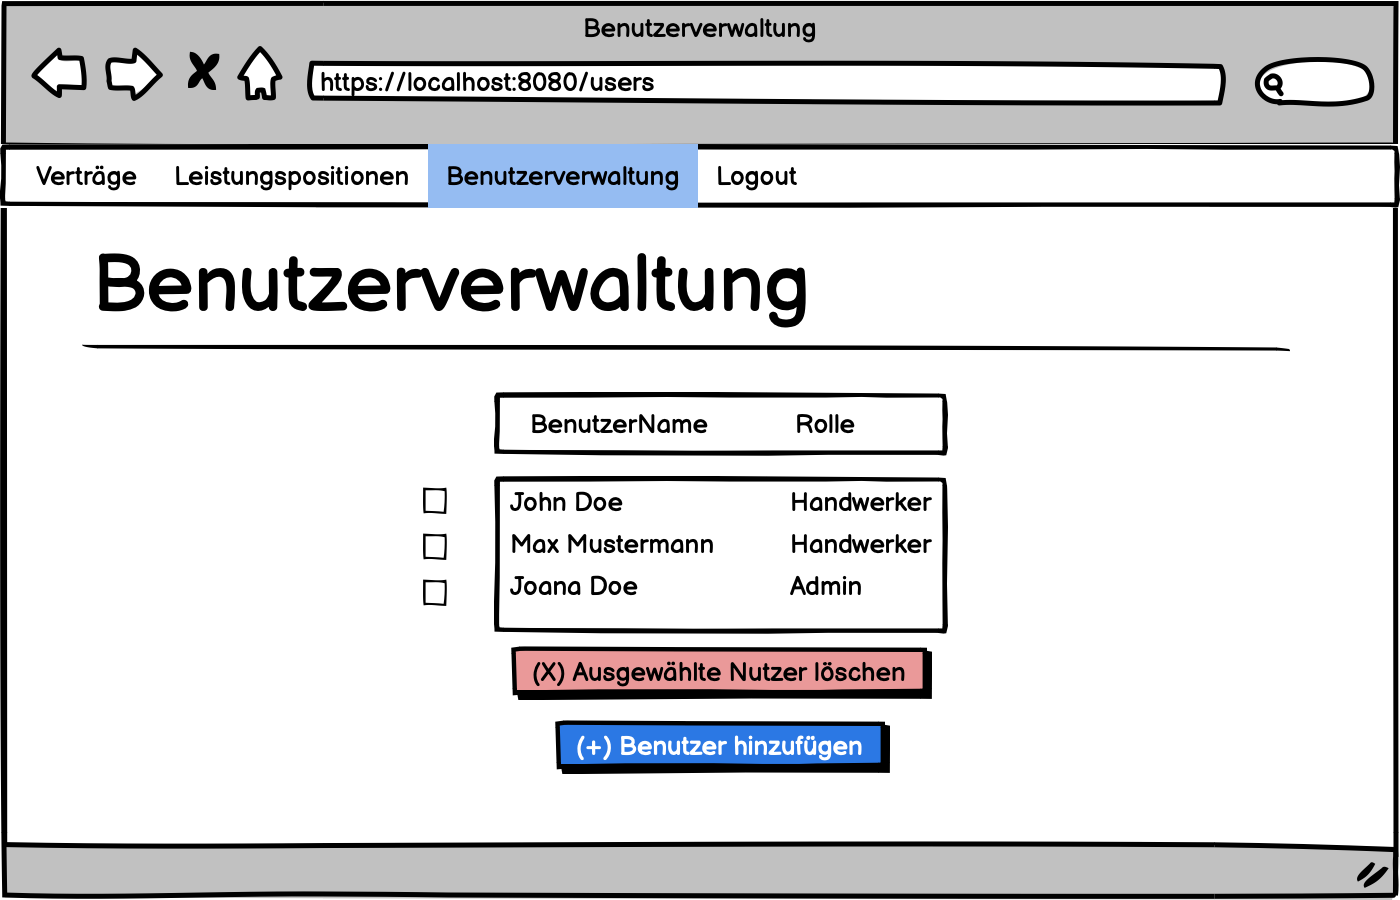 Benutzerverwaltung
https://localhost:8080/users
Verträge Leistungspositionen Benutzerverwaltung Logout
Benutzerverwaltung
BenutzerName Rolle
John Doe Handwerker
Max Mustermann Handwerker
Joana Doe Admin
(X) Ausgewählte Nutzer löschen
(+) Benutzer hinzufügen